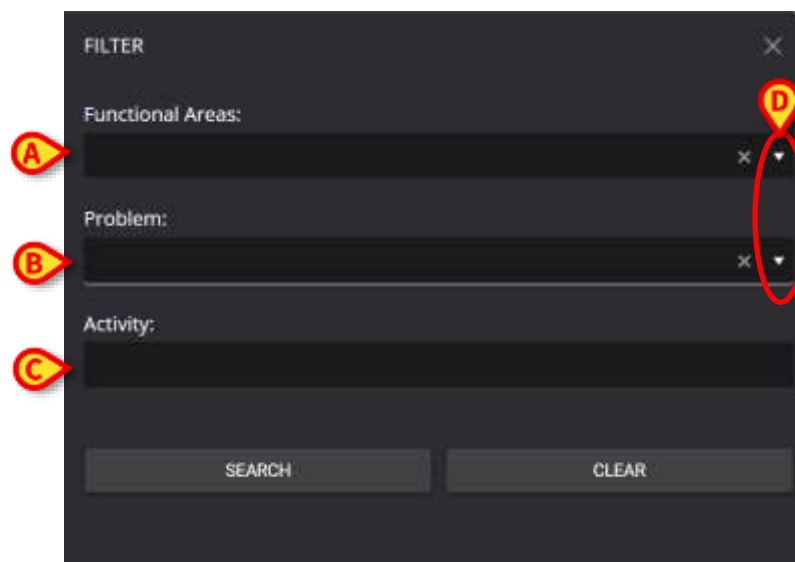 FILTER
D
Functional Areas:
A
Problem:
B
Activity:
C
SEARCH CLEAR